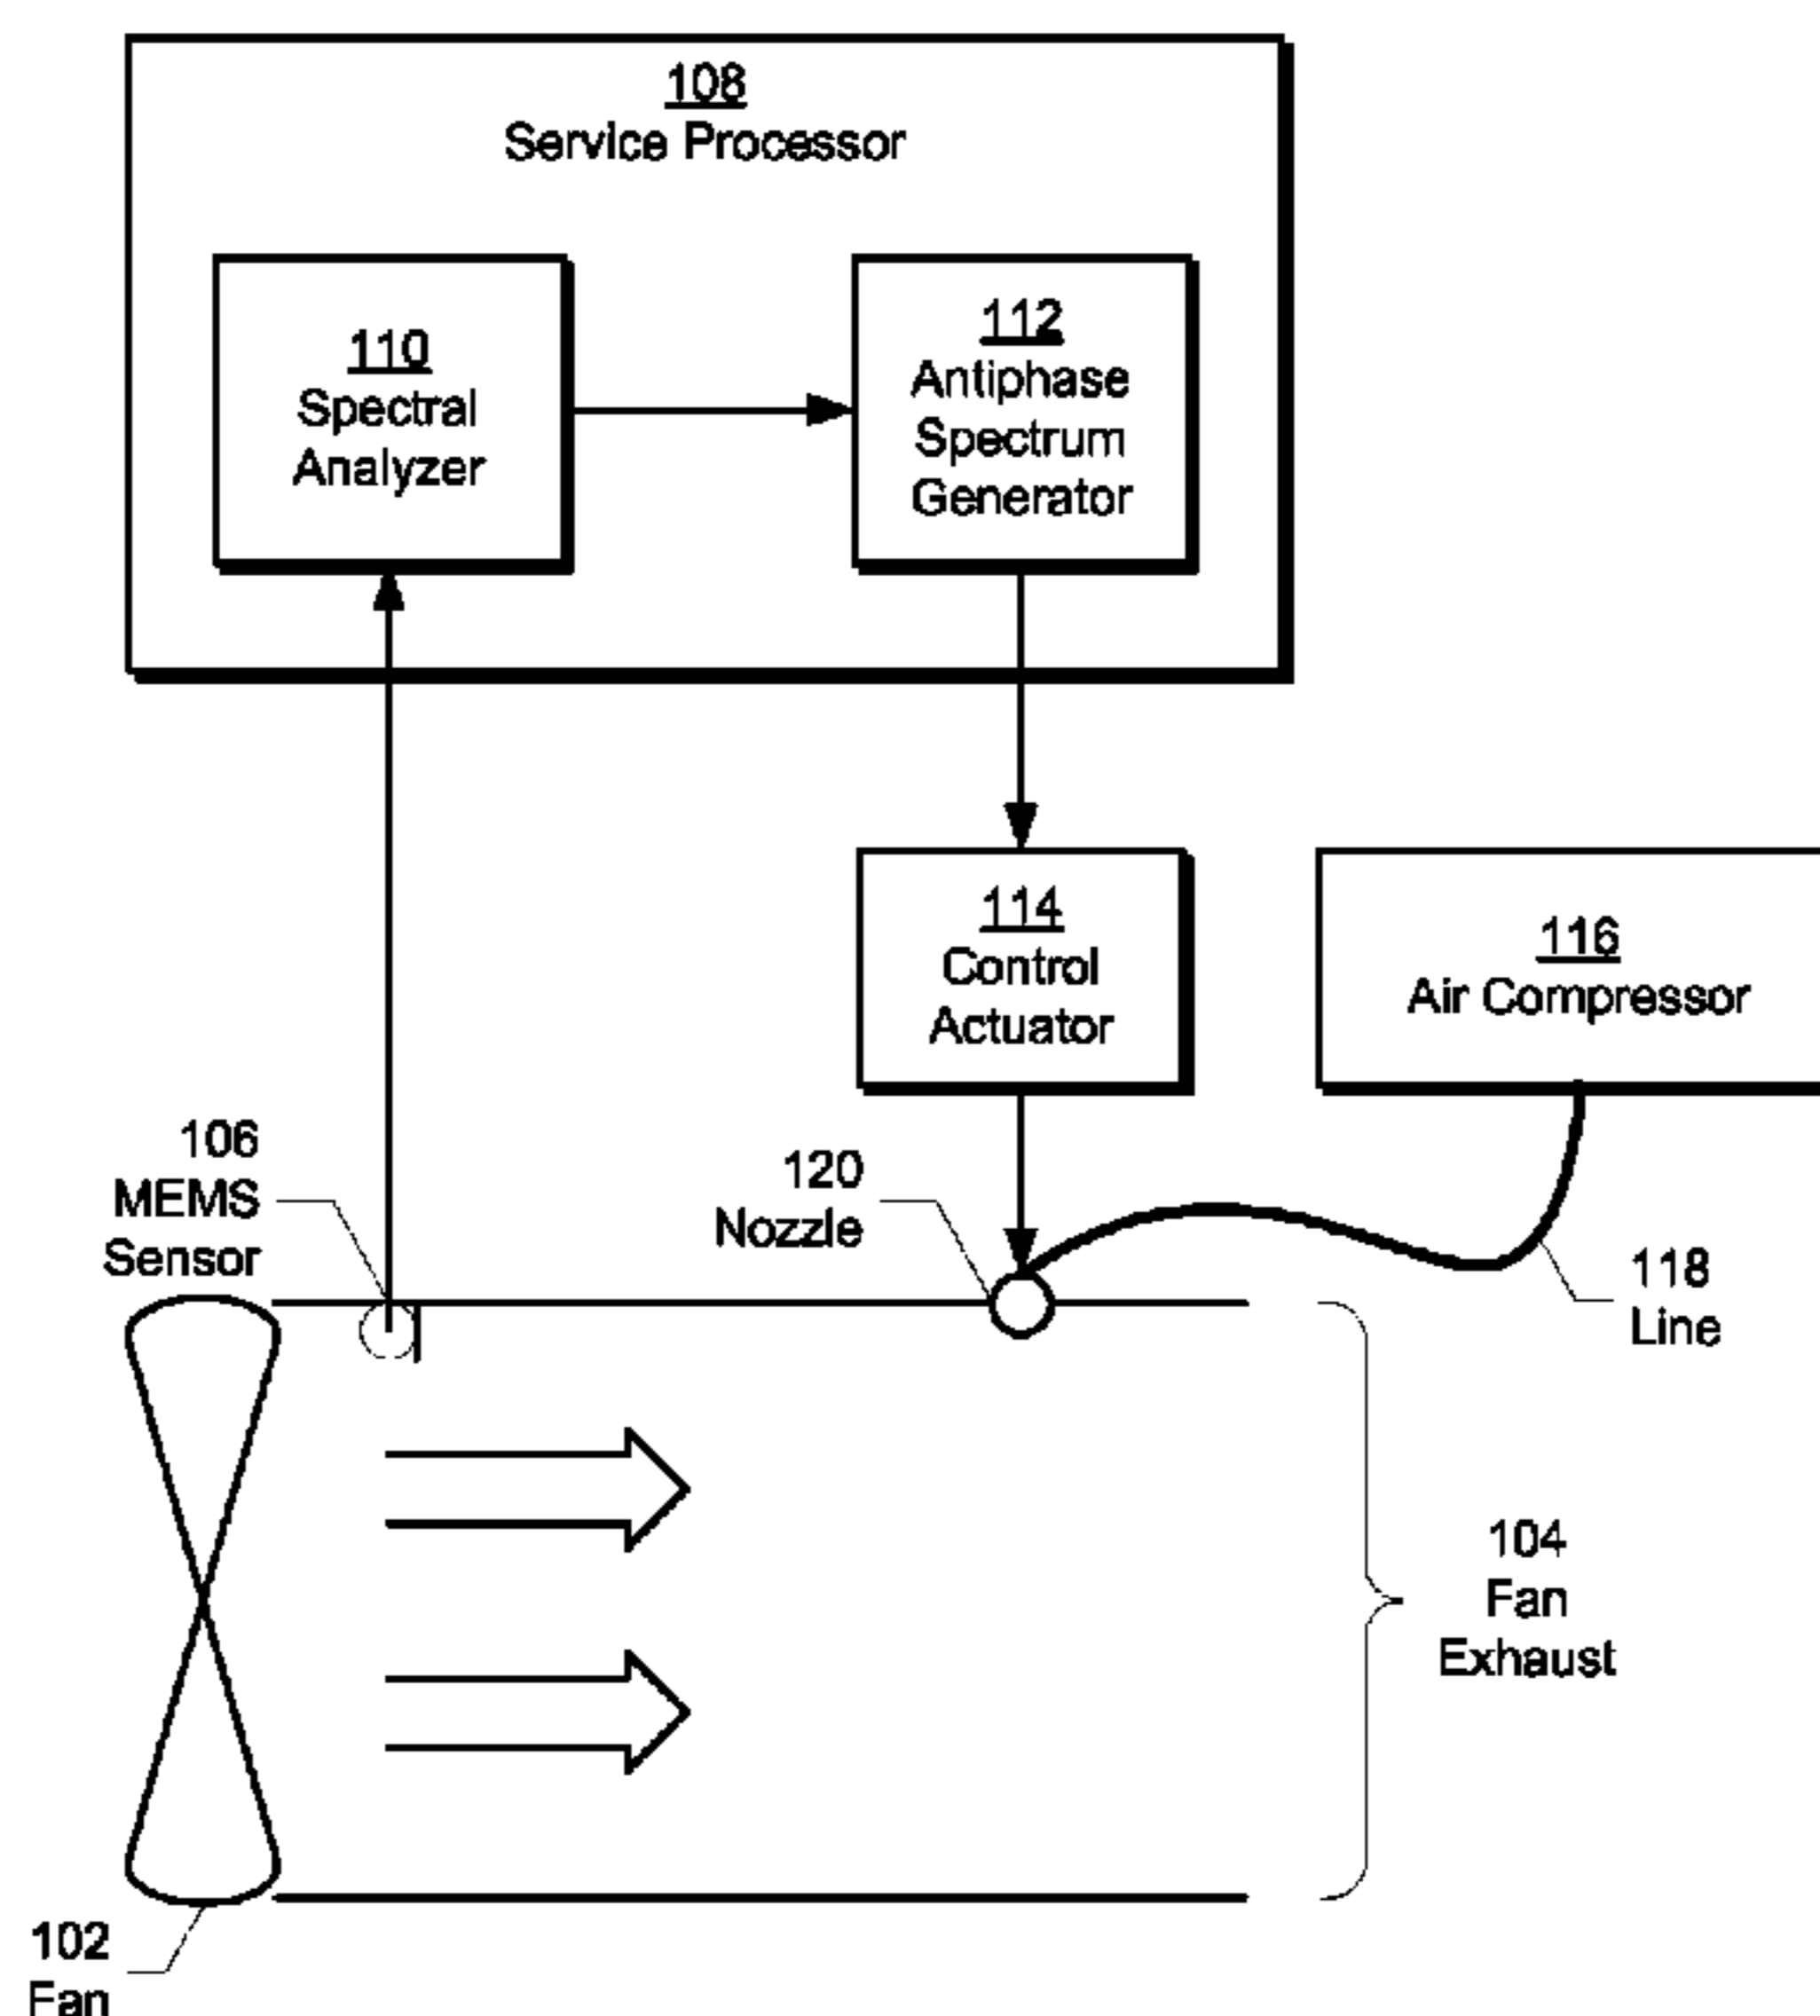 108
Service Processor
110
Spectral
Analyzer
112
Antiphase
Spectrum
Generator
114
Control
Actuator
116
Air Compressor
106
MEMS
Sensor
120
Nozzle
118
Line
104
Fan
Exhaust
102
Fan